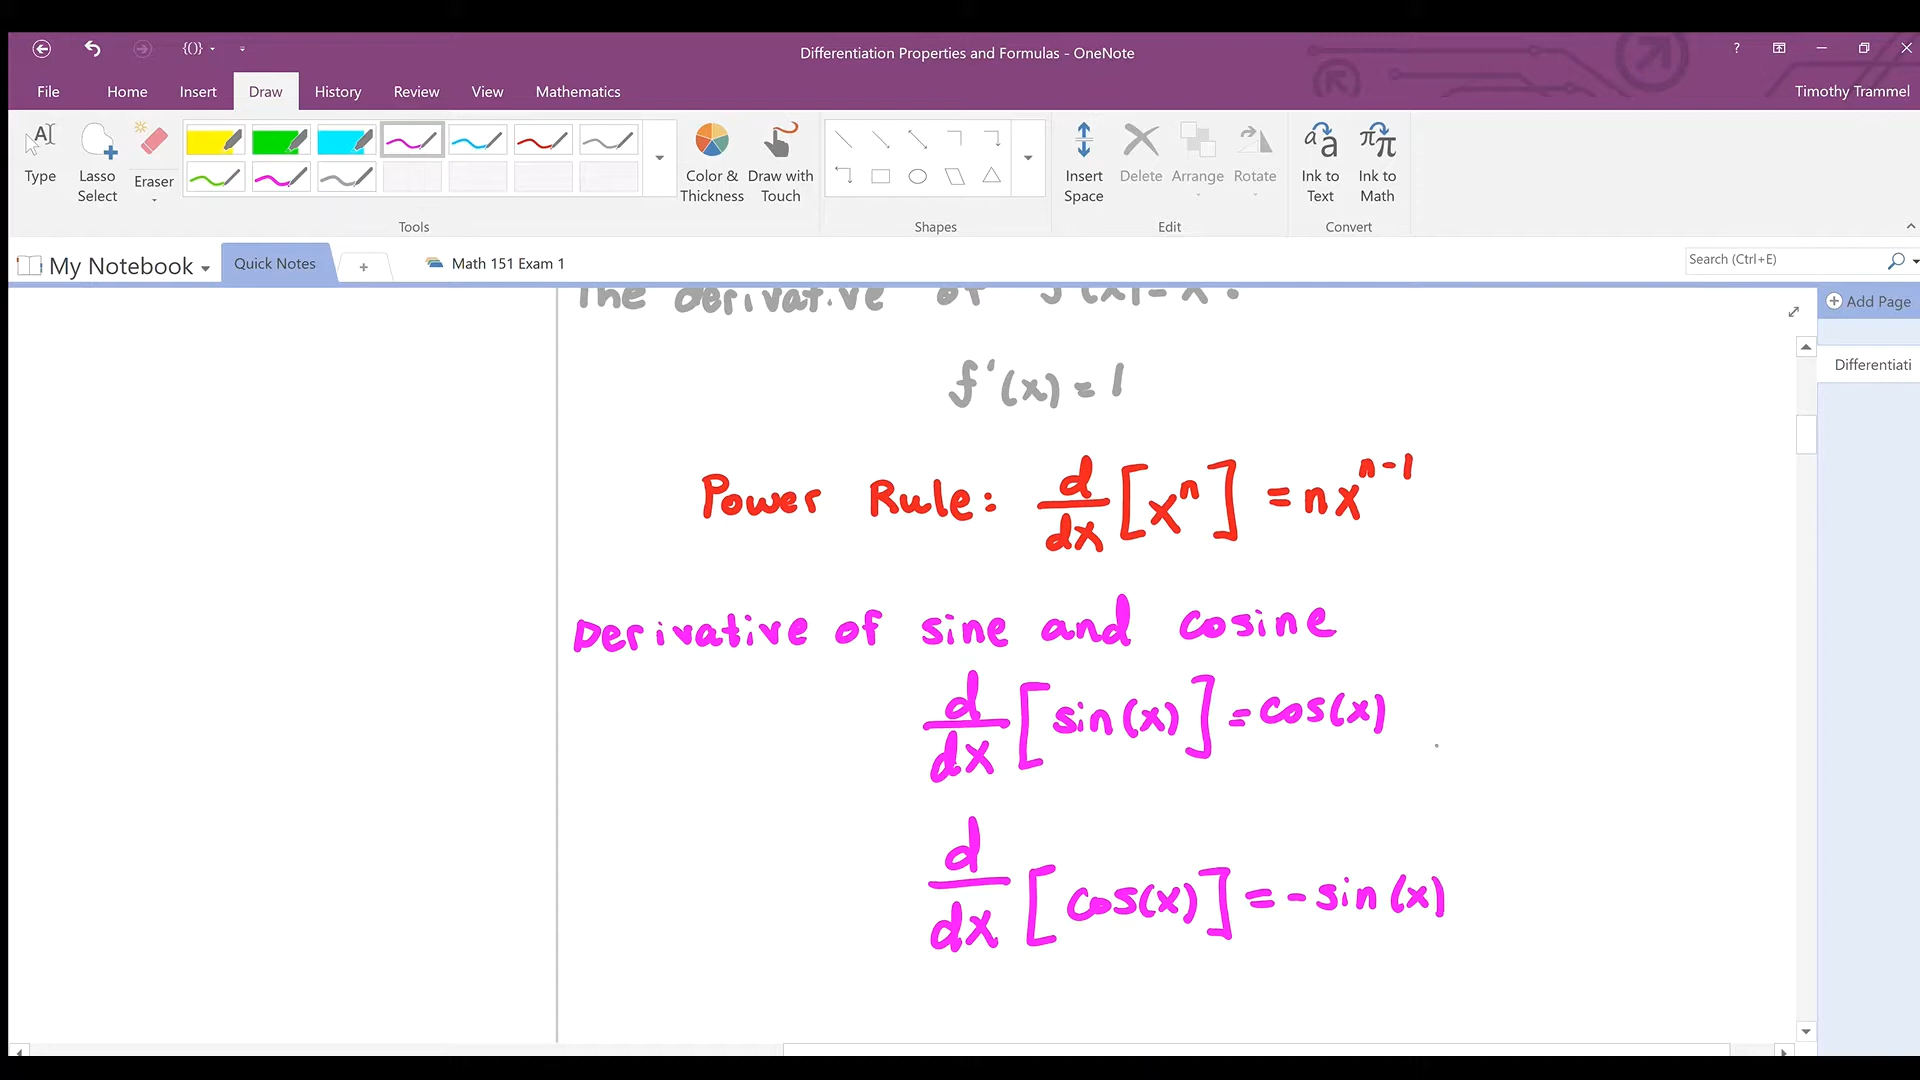 Differentiation Properties and Formulas - OneNote
?
File Home Insert Draw History Review View Mathematics
Timothy Trammel
Type
Lasso Select
Eraser
Color & Thickness
Draw with Touch
Insert Space
Delete
Arrange
Rotate
Ink to Text
Ink to Math
Tools
Shapes
Edit
Convert
My Notebook
Quick Notes
+
Math 151 Exam 1
Search (Ctrl+E)
Add Page
Differentiati
The derivative of f(x)=x:
f'(x)=1
Power Rule: d/dx [x^n] = nx^(n-1)
Derivative of sine and cosine
d/dx [sin(x)] = cos(x)
d/dx [cos(x)] = -sin(x)